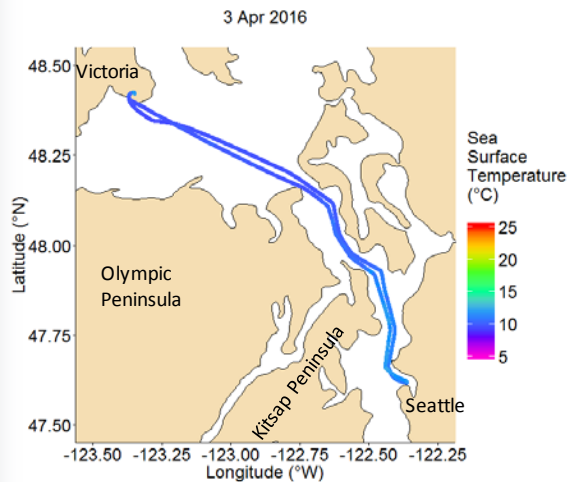 3 Apr 2016
Victoria
Olympic
Peninsula
Kitsap Peninsula
Seattle
48.50
48.25
48.00
47.75
47.50
Latitude (°N)
-123.50 -123.25 -123.00 -122.75 -122.50 -122.25
Longitude (°W)
Sea
Surface
Temperature
(°C)
25
20
15
10
5